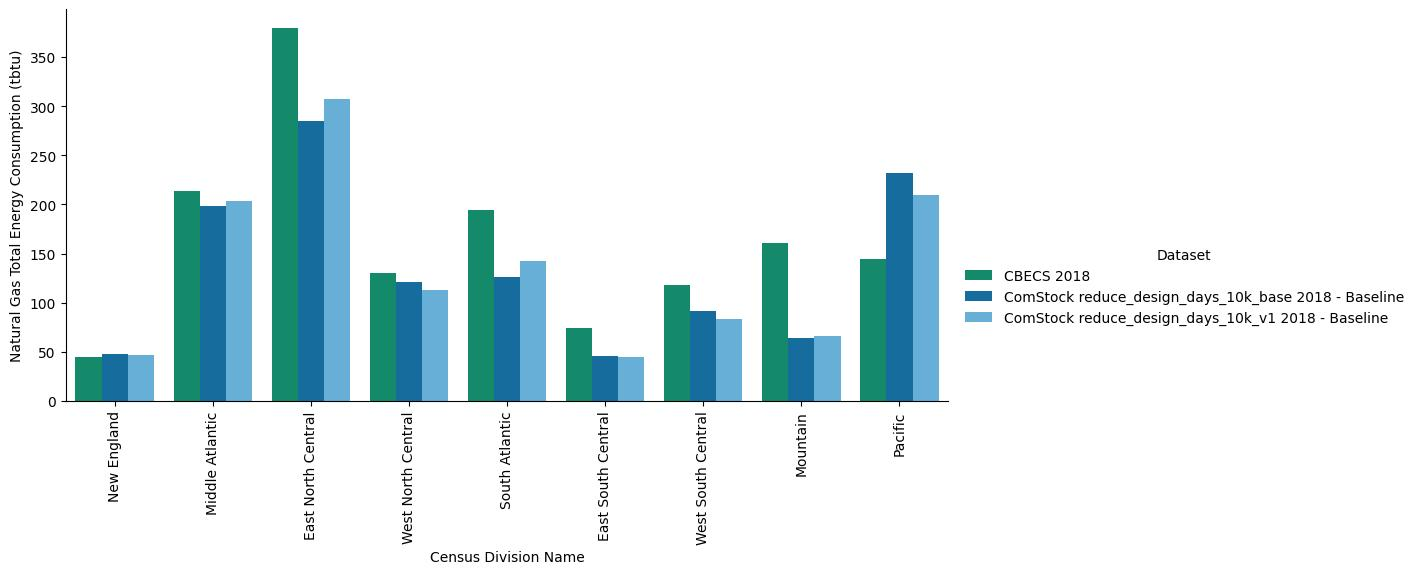 Natural Gas Total Energy Consumption (tbtu)
350
300
250
200
150
100
50
0
New England
Middle Atlantic
East North Central
West North Central
South Atlantic
East South Central
West South Central
Mountain
Pacific
Census Division Name
Dataset
CBECS 2018
ComStock reduce_design_days_10k_base 2018 - Baseline
ComStock reduce_design_days_10k_v1 2018 - Baseline